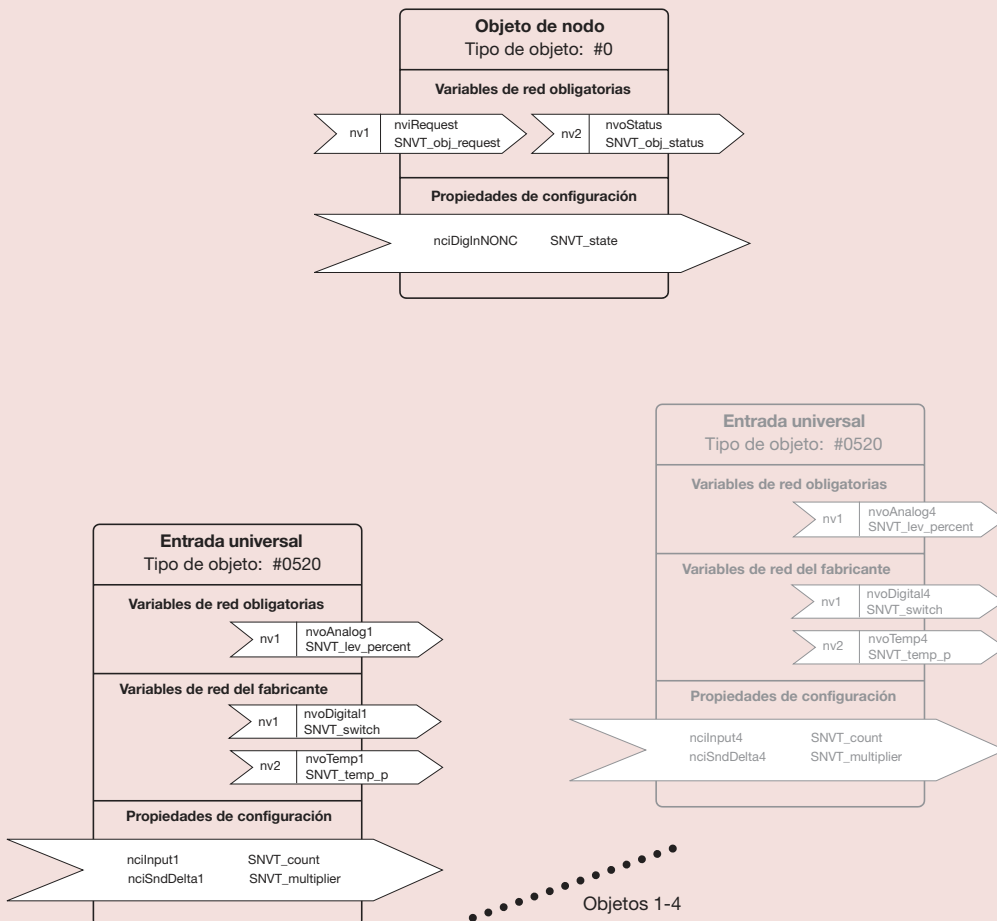 Objeto de nodo
Tipo de objeto: #0
Variables de red obligatorias
nv1
nviRequest
SNVT_obj_request
nv2
nvoStatus
SNVT_obj_status
Propiedades de configuración
nciDigInNONC SNVT_state
Entrada universal
Tipo de objeto: #0520
Variables de red obligatorias
nv1
nvoAnalog4
SNVT_lev_percent
Variables de red del fabricante
nv1
nvoDigital4
SNVT_switch
nv2
nvoTemp4
SNVT_temp_p
Propiedades de configuración
nciInput4 SNVT_count
nciSndDelta4 SNVT_multiplier
Entrada universal
Tipo de objeto: #0520
Variables de red obligatorias
nv1
nvoAnalog1
SNVT_lev_percent
Variables de red del fabricante
nv1
nvoDigital1
SNVT_switch
nv2
nvoTemp1
SNVT_temp_p
Propiedades de configuración
nciInput1 SNVT_count
nciSndDelta1 SNVT_multiplier
Objetos 1-4